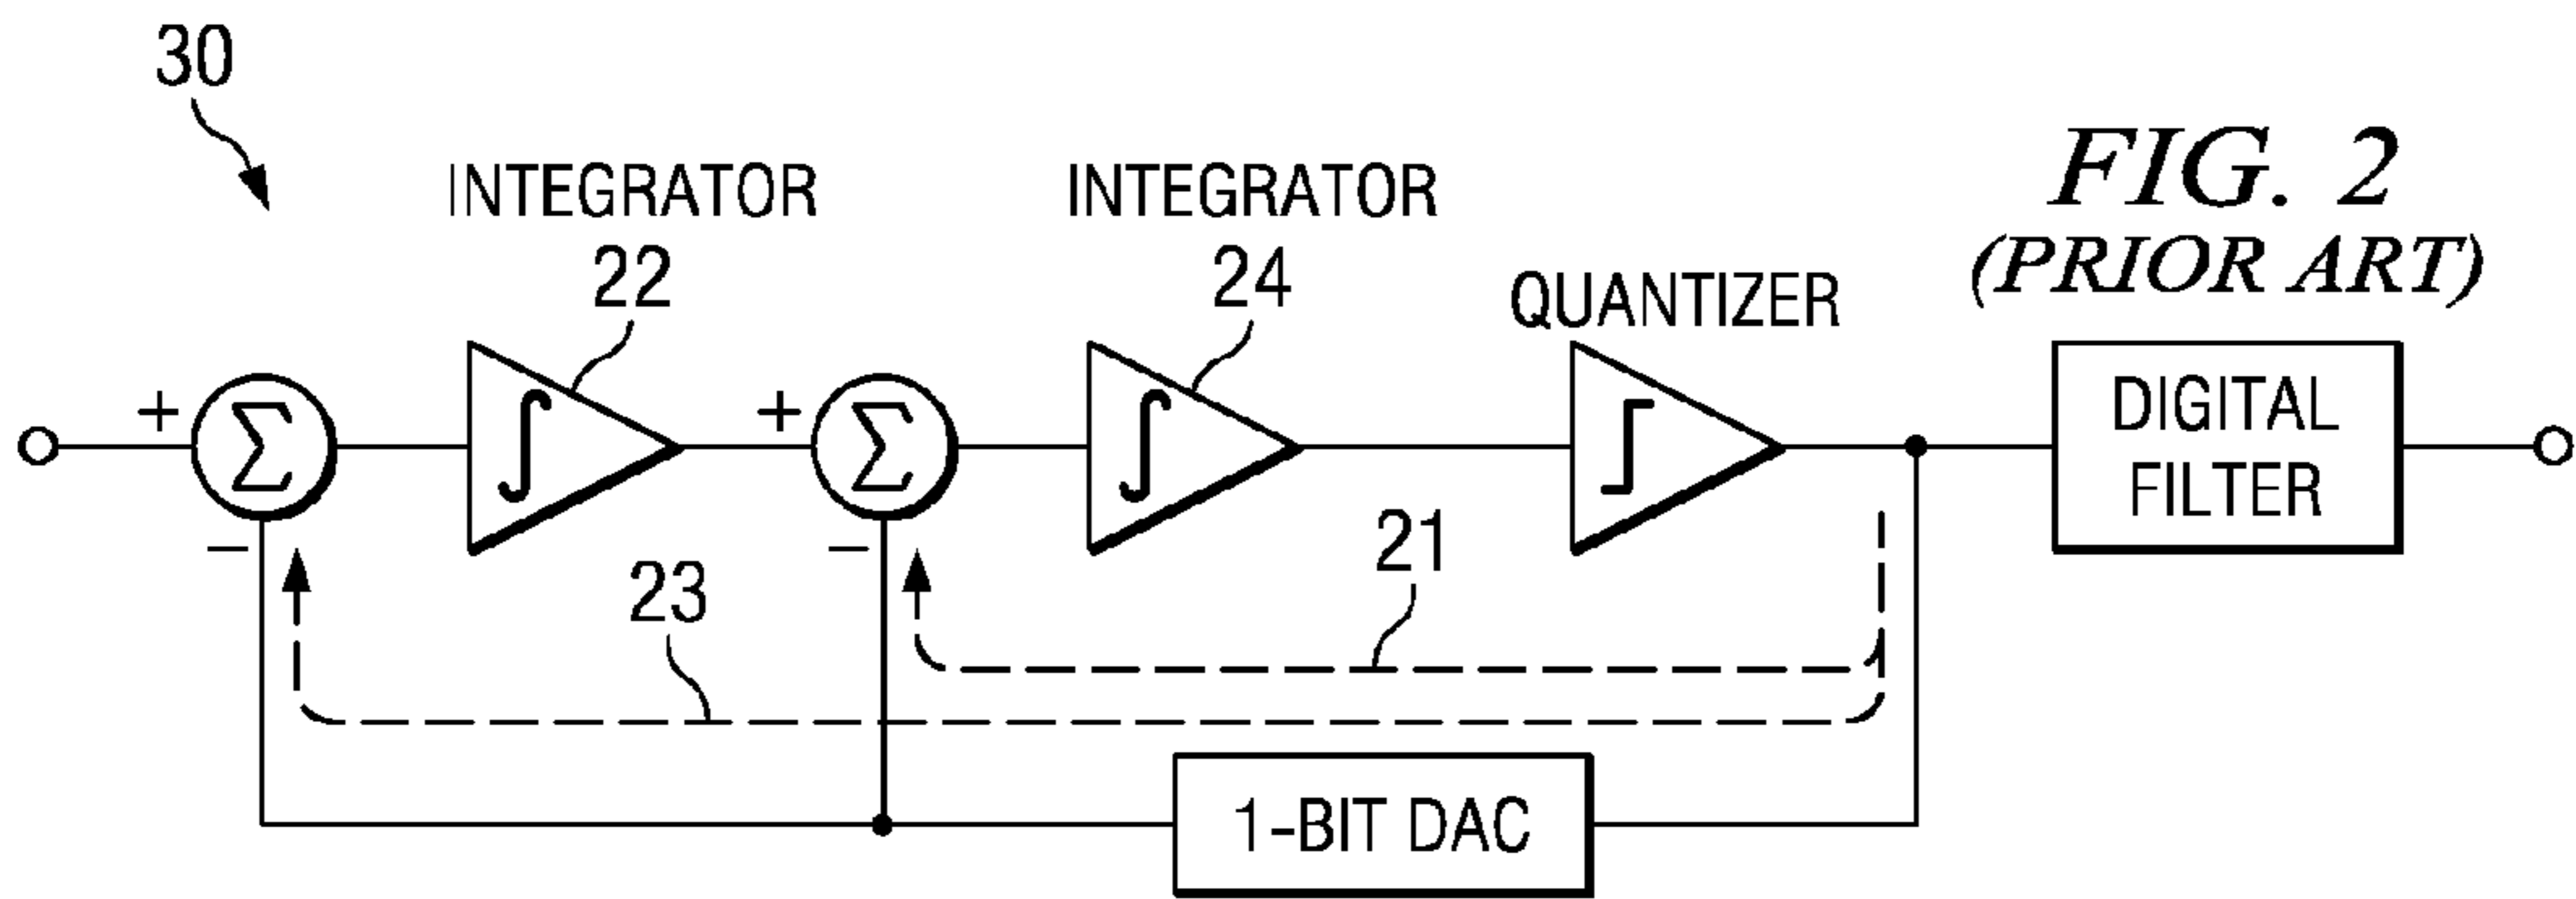 30
FIG. 2
(PRIOR ART)
INTEGRATOR
22
INTEGRATOR
24
QUANTIZER
+
Σ
−
∫
+
Σ
−
∫
DIGITAL
FILTER
23
21
1-BIT DAC